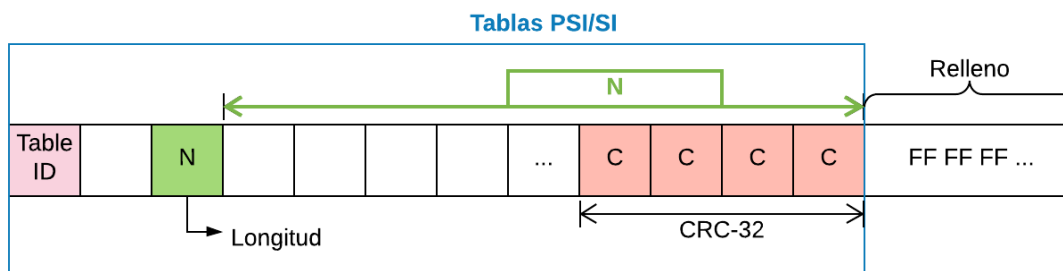 Tablas PSI/SI
N
Relleno
Table
ID
N
...
C
C
C
C
FF FF FF ...
Longitud
CRC-32